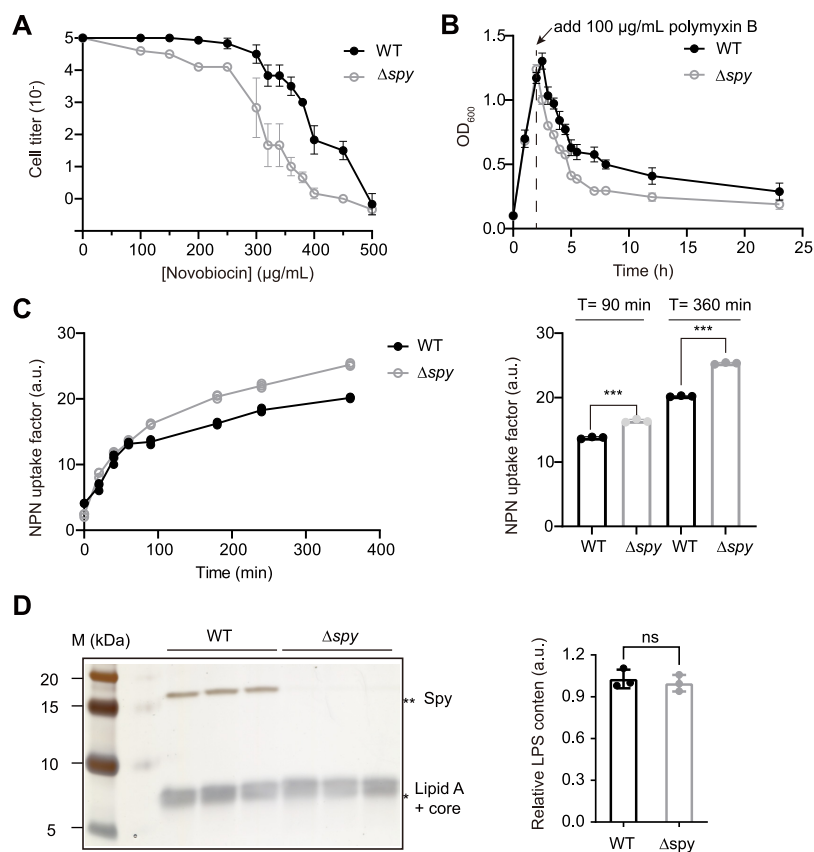 A
5
4
3
2
1
0
Cell titer (10⁻)
0
100
200
300
400
500
[Novobiocin] (µg/mL)
WT
Δspy
B
add 100 µg/mL polymyxin B
1.5
1.0
0.5
0.0
OD600
0
5
10
15
20
25
Time (h)
WT
Δspy
C
30
20
10
0
NPN uptake factor (a.u.)
0
100
200
300
400
Time (min)
WT
Δspy
T= 90 min
T= 360 min
30
20
10
0
NPN uptake factor (a.u.)
***
***
WT
Δspy
WT
Δspy
D
M (kDa)
WT
Δspy
20
15
10
5
** Spy
* Lipid A
+ core
1.2
0.9
0.6
0.3
0.0
Relative LPS conten (a.u.)
ns
WT
Δspy